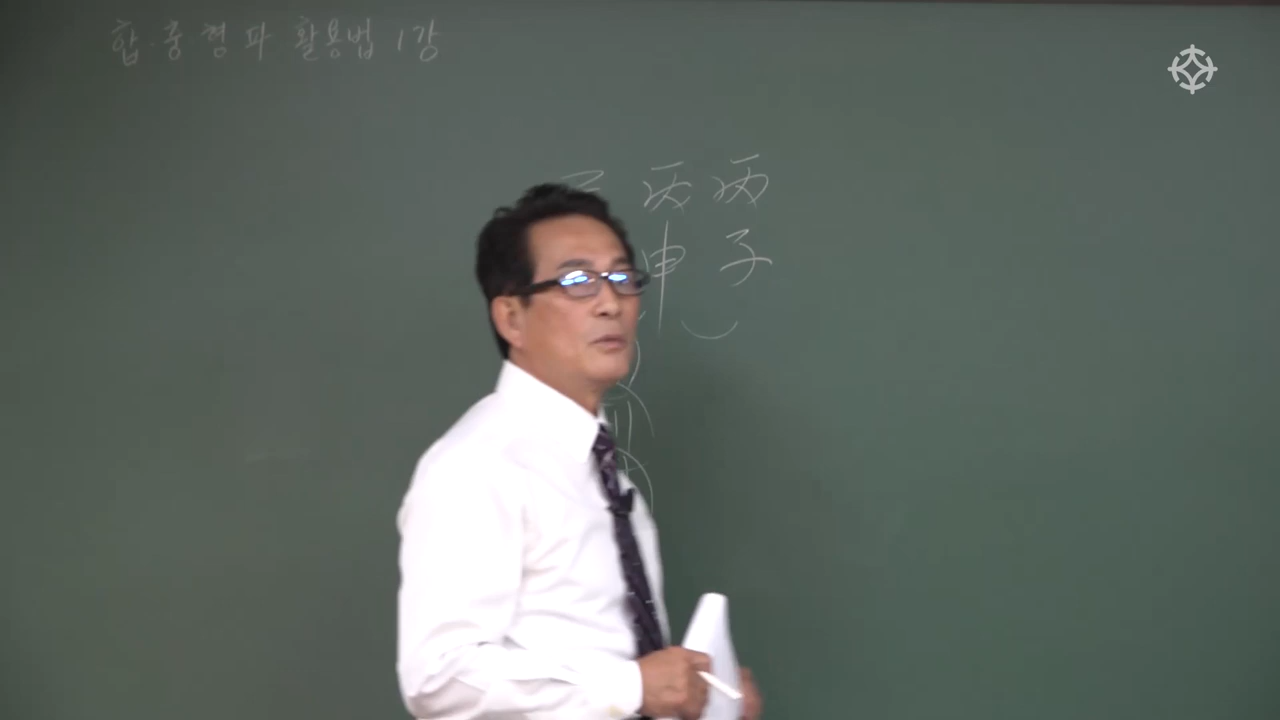 합·충 형 파 활용법 1강
丙 丙
申 子